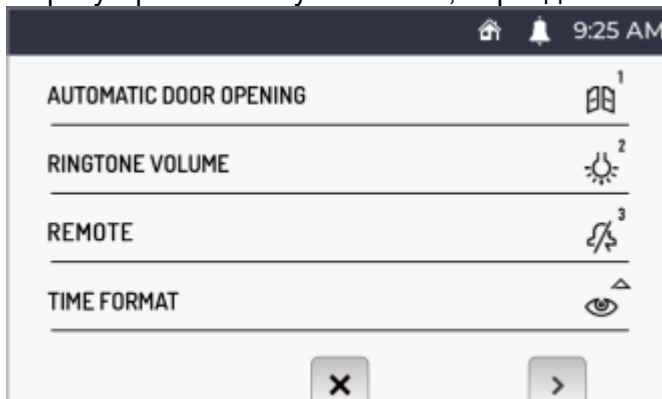 9:25 AM
AUTOMATIC DOOR OPENING 1
RINGTONE VOLUME 2
REMOTE 3
TIME FORMAT